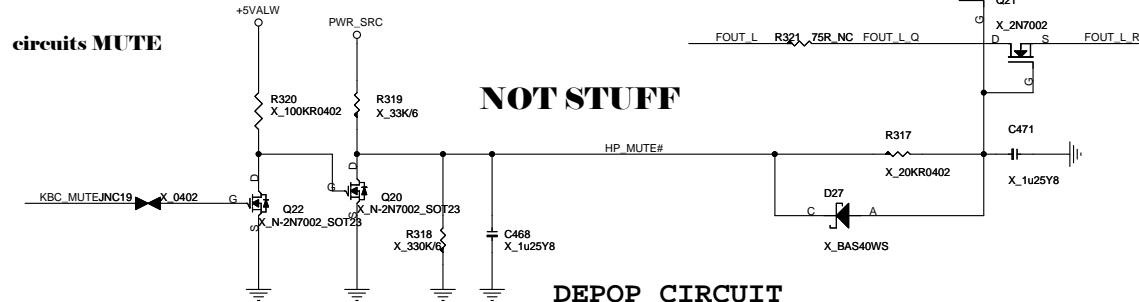 +5VALW
PWR_SRC
Q21
G
X_2N7002
circuits MUTE
FOUT_L
R321
75R_NC
FOUT_L_Q
D
S
FOUT_L_R
G
R320
X_100KR0402
R319
X_33K/6
NOT STUFF
R317
C471
HP_MUTE#
X_20KR0402
X_1u25Y8
D
D
G
KBC_MUTE
JNC19
X_0402
G
Q22
X_N-2N7002_SOT23
S
Q20
X_N-2N7002_SOT23
S
D27
C
A
X_BAS40WS
R318
X_330K/6
C468
X_1u25Y8
DEPOP CIRCUIT